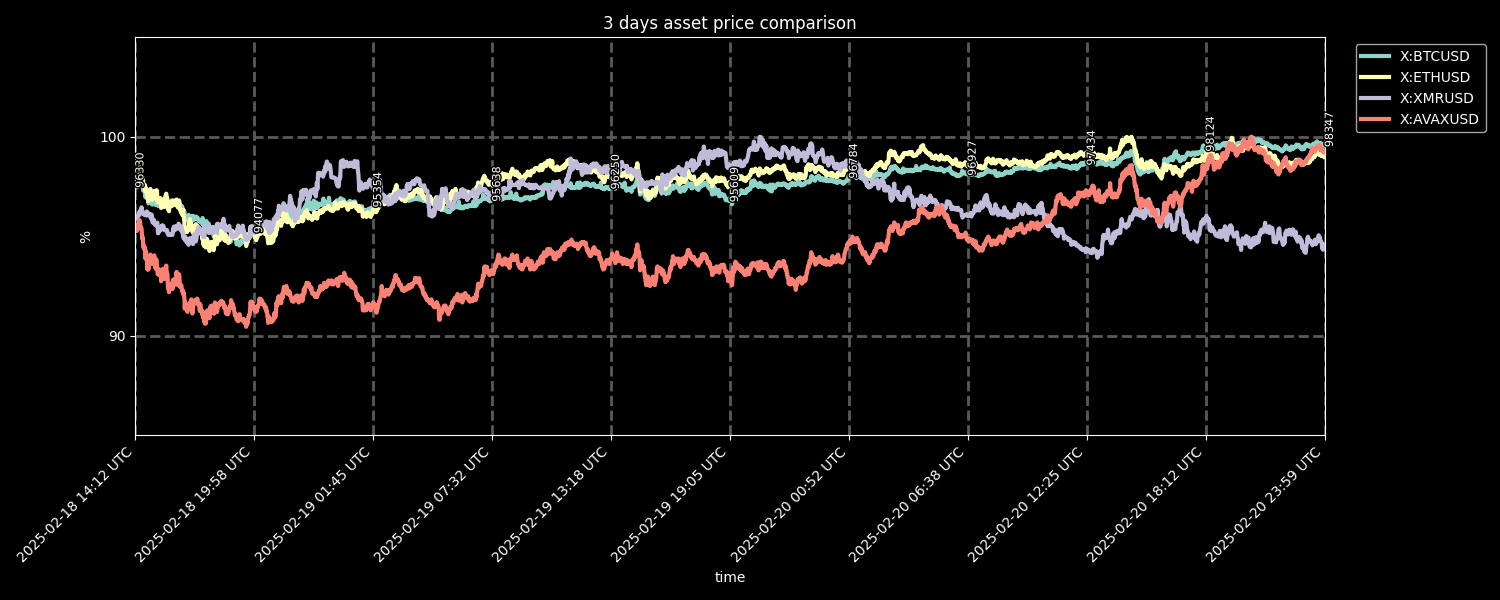 3 days asset price comparison
X:BTCUSD
X:ETHUSD
X:XMRUSD
X:AVAXUSD
100
90
%
96330
94077
95354
95638
96250
95609
96784
96927
97434
98124
98347
2025-02-18 14:12 UTC
2025-02-18 19:58 UTC
2025-02-19 01:45 UTC
2025-02-19 07:32 UTC
2025-02-19 13:18 UTC
2025-02-19 19:05 UTC
2025-02-20 00:52 UTC
2025-02-20 06:38 UTC
2025-02-20 12:25 UTC
2025-02-20 18:12 UTC
2025-02-20 23:59 UTC
time